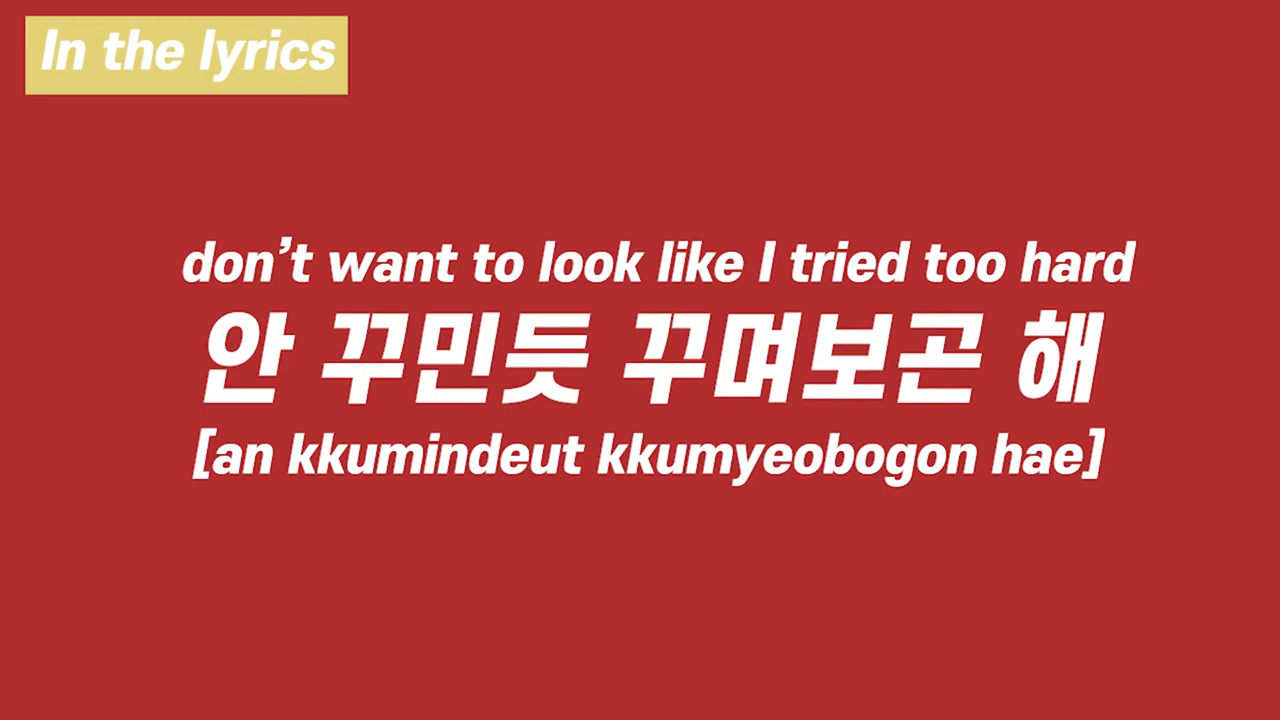 In the lyrics
don't want to look like I tried too hard
안 꾸민듯 꾸며보곤 해
[an kkumindeut kkumyeobogon hae]